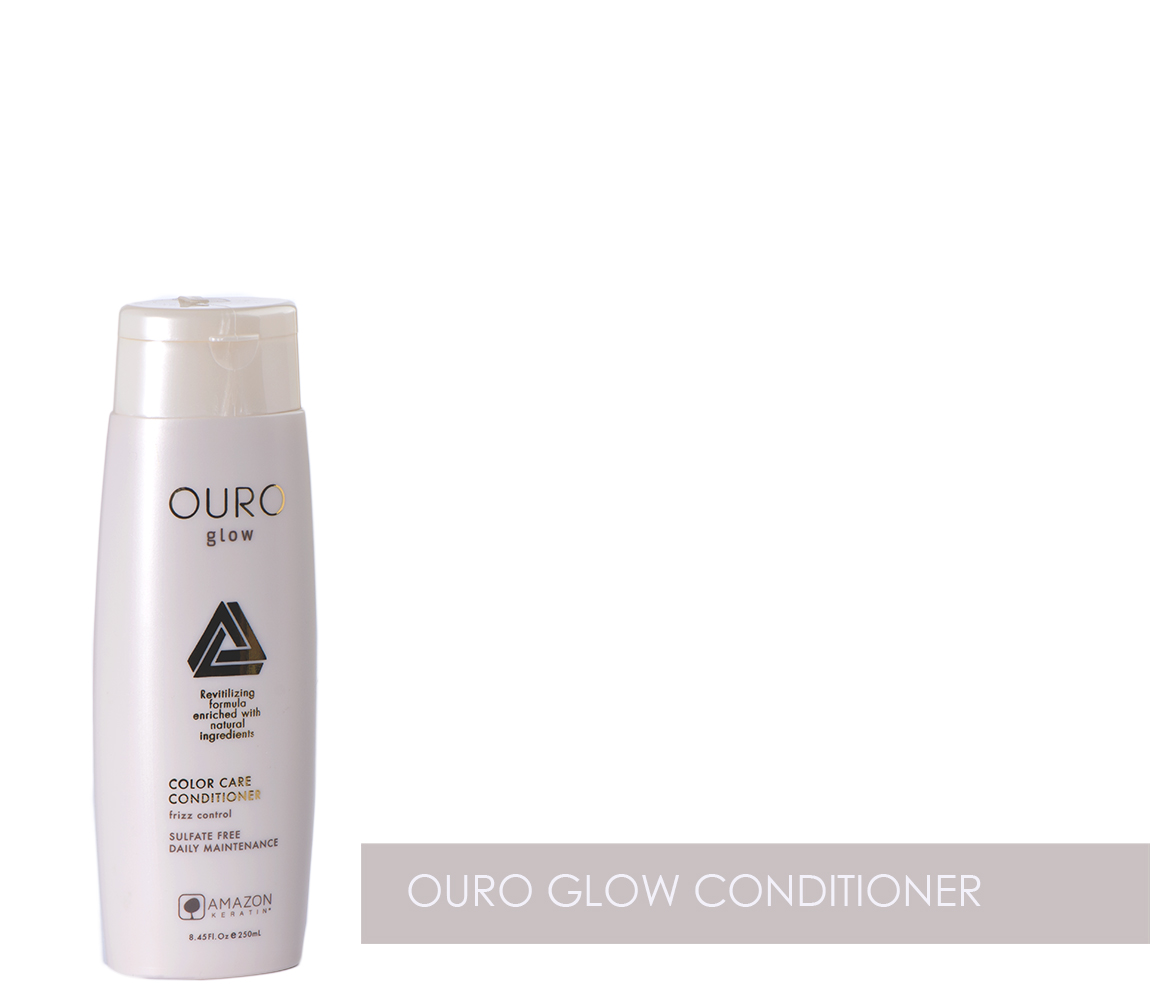 OURO
glow
Revitilizing
formula
enriched with
natural
ingredients
COLOR CARE
CONDITIONER
frizz control
SULFATE FREE
DAILY MAINTENANCE
AMAZON
KERATIN
8.45Fl.Oz e 250mL
OURO GLOW CONDITIONER